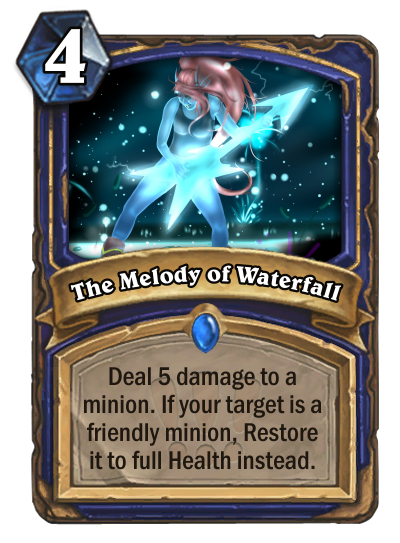 4
The Melody of Waterfall
Deal 5 damage to a
minion. If your target is a
friendly minion, Restore
it to full Health instead.